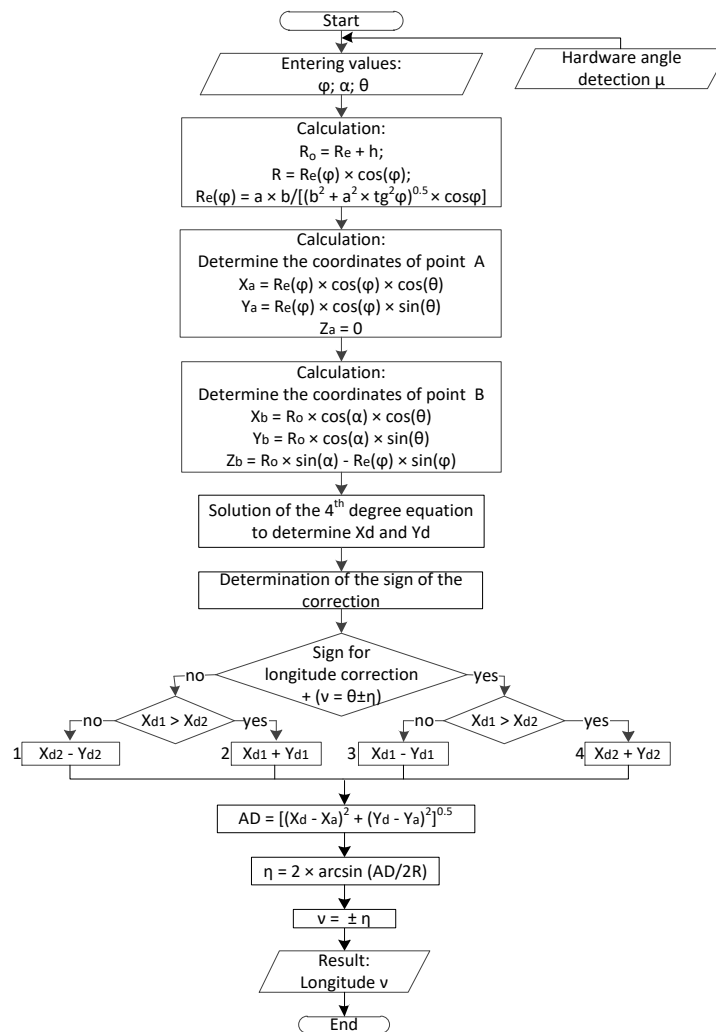 Start
Hardware angle
detection μ
Entering values:
φ; α; θ
Calculation:
Rₒ = Re + h;
R = Re(φ) × cos(φ);
Re(φ) = a × b/[(b² + a² × tg²φ)⁰·⁵ × cosφ]
Calculation:
Determine the coordinates of point A
Xa = Re(φ) × cos(φ) × cos(θ)
Ya = Re(φ) × cos(φ) × sin(θ)
Za = 0
Calculation:
Determine the coordinates of point B
Xb = Ro × cos(α) × cos(θ)
Yb = Ro × cos(α) × sin(θ)
Zb = Ro × sin(α) - Re(φ) × sin(φ)
Solution of the 4th degree equation
to determine Xd and Yd
Determination of the sign of the
correction
Sign for
longitude correction
+ (ν = θ±η)
no
yes
Xd1 > Xd2
no
yes
Xd1 > Xd2
no
yes
1 Xd2 - Yd2
2 Xd1 + Yd1
3 Xd1 - Yd1
4 Xd2 + Yd2
AD = [(Xd - Xa)² + (Yd - Ya)²]⁰·⁵
η = 2 × arcsin (AD/2R)
ν = ± η
Result:
Longitude ν
End